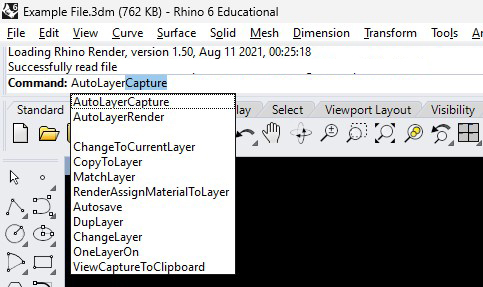 Example File.3dm (762 KB) - Rhino 6 Educational
File Edit View Curve Surface Solid Mesh Dimension Transform Tools
Loading Rhino Render, version 1.50, Aug 11 2021, 00:25:18
Successfully read file
Command: AutoLayerCapture
AutoLayerCapture
AutoLayerRender
ChangeToCurrentLayer
CopyToLayer
MatchLayer
RenderAssignMaterialToLayer
Autosave
DupLayer
ChangeLayer
OneLayerOn
ViewCaptureToClipboard
Standard Select Viewport Layout Visibility